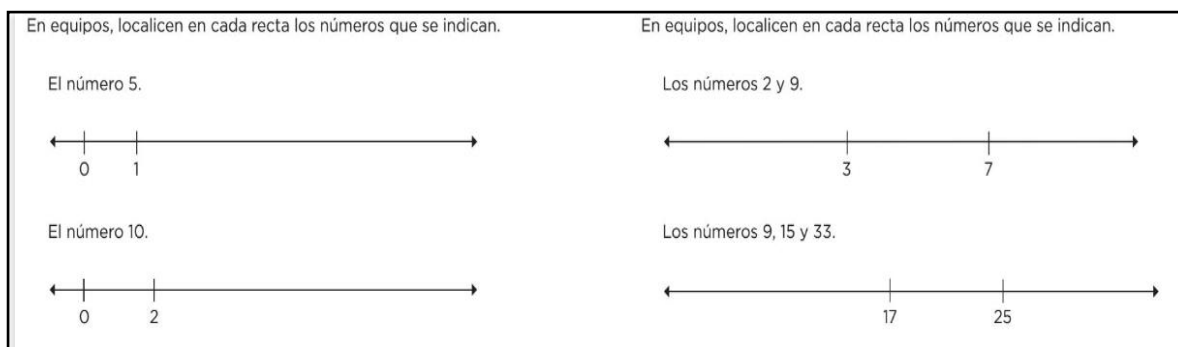 En equipos, localicen en cada recta los números que se indican.
El número 5.
0 1
El número 10.
0 2
En equipos, localicen en cada recta los números que se indican.
Los números 2 y 9.
3 7
Los números 9, 15 y 33.
17 25